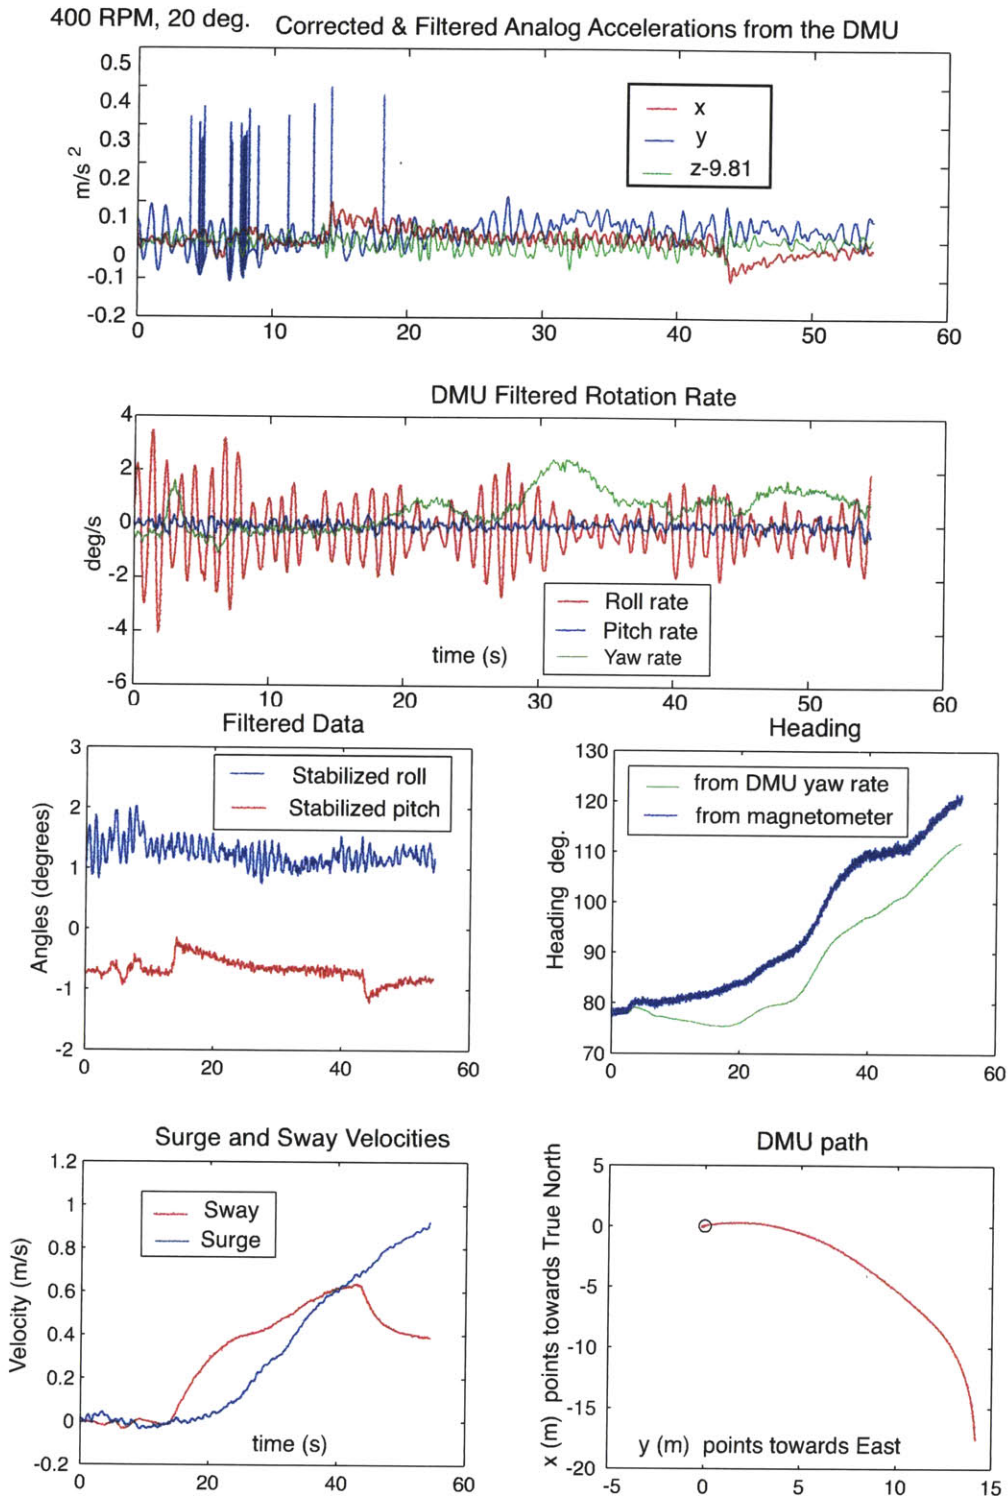 400 RPM, 20 deg.
Corrected & Filtered Analog Accelerations from the DMU
0.5
0.4
0.3
0.2
0.1
0
-0.1
-0.2
m/s 2
x
y
z-9.81
0 10 20 30 40 50 60
DMU Filtered Rotation Rate
4
2
0
-2
-4
-6
deg/s
Roll rate
Pitch rate
Yaw rate
time (s)
0 10 20 30 40 50 60
Filtered Data
3
2
1
0
-1
-2
Angles (degrees)
Stabilized roll
Stabilized pitch
0 20 40 60
Heading
130
120
110
100
90
80
70
Heading deg.
from DMU yaw rate
from magnetometer
0 20 40 60
Surge and Sway Velocities
1.2
1
0.8
0.6
0.4
0.2
0
-0.2
Velocity (m/s)
Sway
Surge
time (s)
0 20 40 60
DMU path
5
0
-5
-10
-15
-20
x (m) points towards True North
y (m) points towards East
-5 0 5 10 15